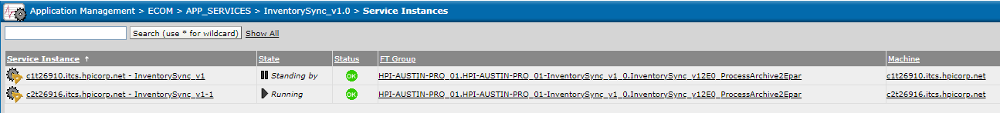 Application Management > ECOM > APP_SERVICES > InventorySync_v1.0 > Service Instances
Search (use * for wildcard) Show All
Service Instance ↑ State Status FT Group Machine
c1t26910.itcs.hpicorp.net - InventorySync_v1 Standing by OK HPI-AUSTIN-PRO_01.HPI-AUSTIN-PRO_01-InventorySync_v1_0.InventorySync_v12E0_ProcessArchive2Epar c1t26910.itcs.hpicorp.net
c2t26916.itcs.hpicorp.net - InventorySync_v1-1 Running OK HPI-AUSTIN-PRO_01.HPI-AUSTIN-PRO_01-InventorySync_v1_0.InventorySync_v12E0_ProcessArchive2Epar c2t26916.itcs.hpicorp.net